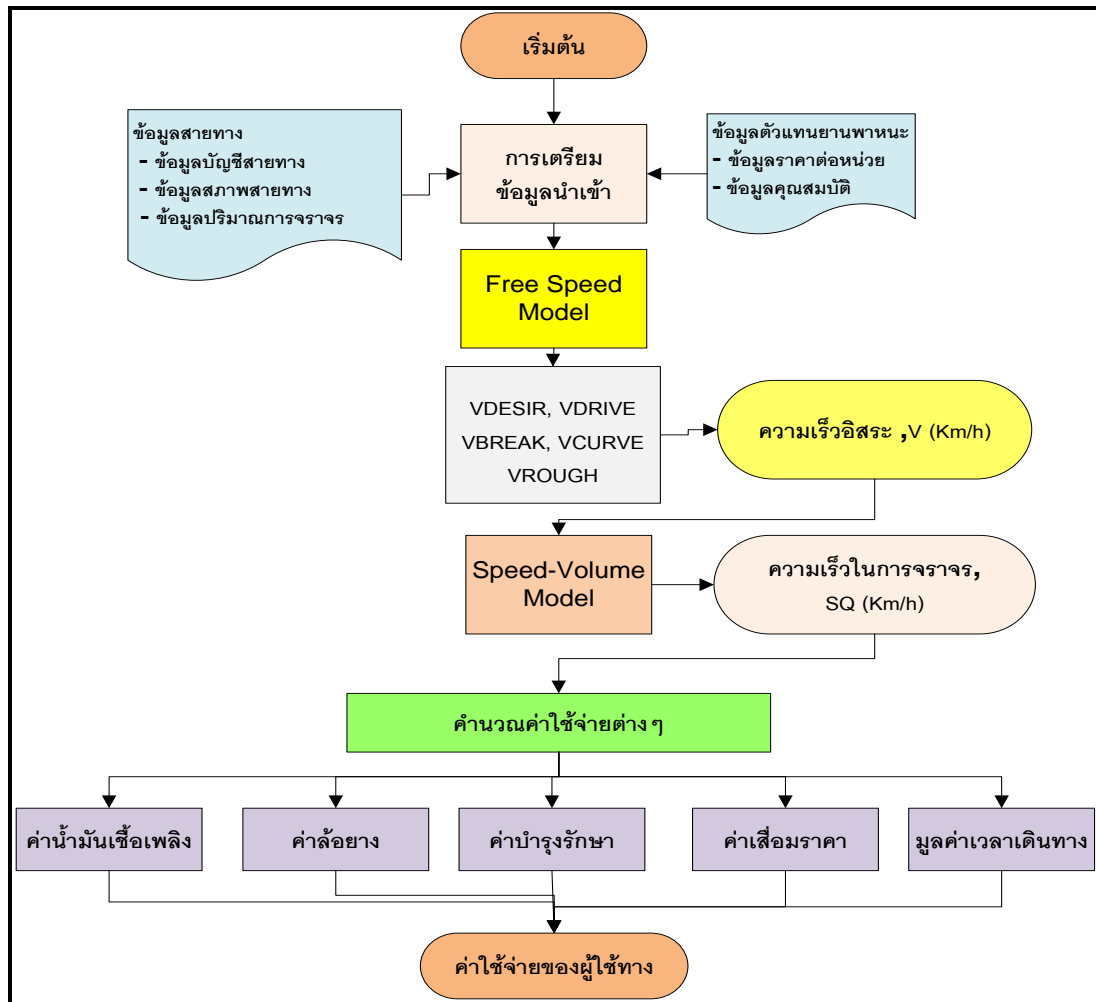 เริ่มต้น
ข้อมูลสายทาง
- ข้อมูลบัญชีสายทาง
- ข้อมูลสภาพสายทาง
- ข้อมูลปริมาณการจราจร
การเตรียม
ข้อมูลนำเข้า
ข้อมูลตัวแทนยานพาหนะ
- ข้อมูลราคาต่อหน่วย
- ข้อมูลคุณสมบัติ
Free Speed
Model
VDESIR, VDRIVE
VBREAK, VCURVE
VROUGH
ความเร็วอิสระ ,V (Km/h)
Speed-Volume
Model
ความเร็วในการจราจร,
SQ (Km/h)
คำนวณค่าใช้จ่ายต่างๆ
ค่าน้ำมันเชื้อเพลิง
ค่าล้อยาง
ค่าบำรุงรักษา
ค่าเสื่อมราคา
มูลค่าเวลาเดินทาง
ค่าใช้จ่ายของผู้ใช้ทาง